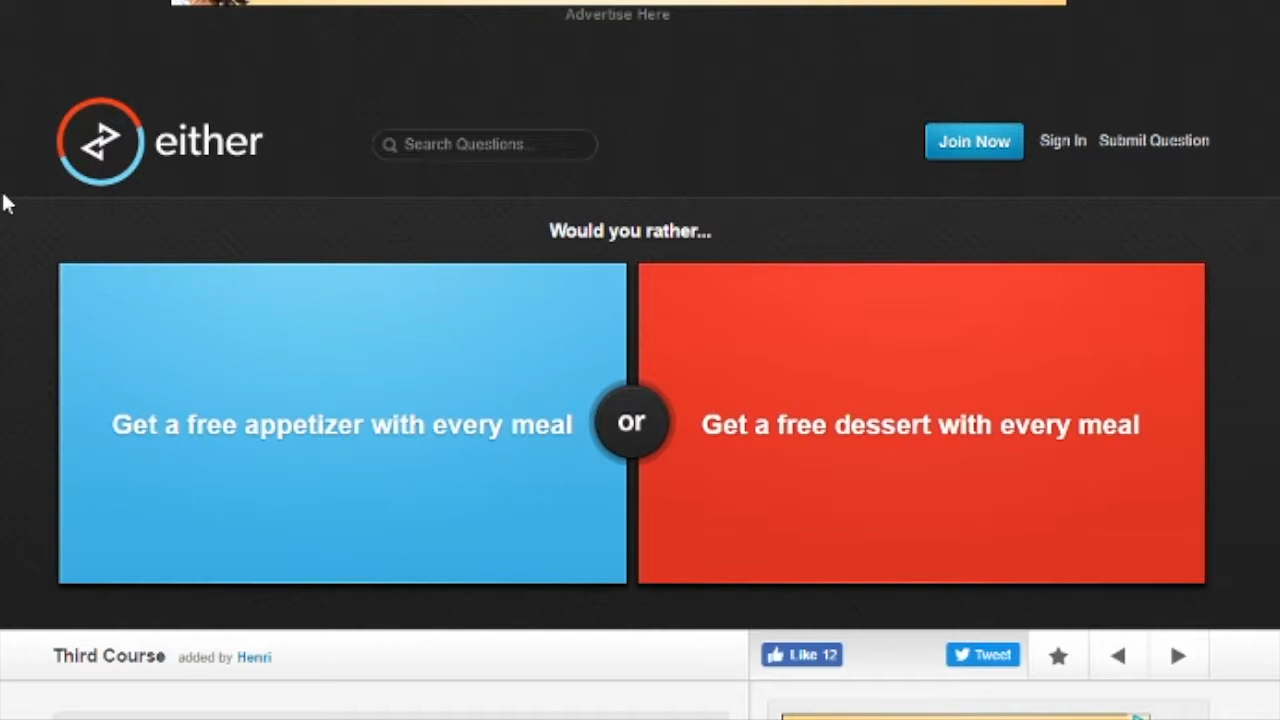 Advertise Here
either
Search Questions...
Join Now
Sign In
Submit Question
Would you rather...
Get a free appetizer with every meal
or
Get a free dessert with every meal
Third Course added by Henri
Like 12
Tweet